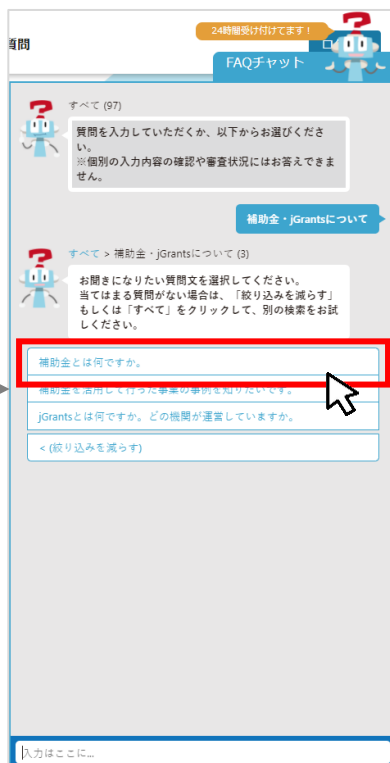 24時間受け付けてます！
質問
FAQチャット
すべて (97)
質問を入力していただくか、以下からお選びくださ
い。
※個別の入力内容の確認や審査状況にはお答えできま
せん。
補助金・jGrantsについて
すべて > 補助金・jGrantsについて (3)
お聞きになりたい質問文を選択してください。
当てはまる質問がない場合は、「絞り込みを減らす」
もしくは「すべて」をクリックして、別の検索をお試
しください。
補助金とは何ですか。
補助金を活用して行った事業の事例を知りたいです。
jGrantsとは何ですか。どの機関が運営していますか。
< (絞り込みを減らす)
入力はここに...